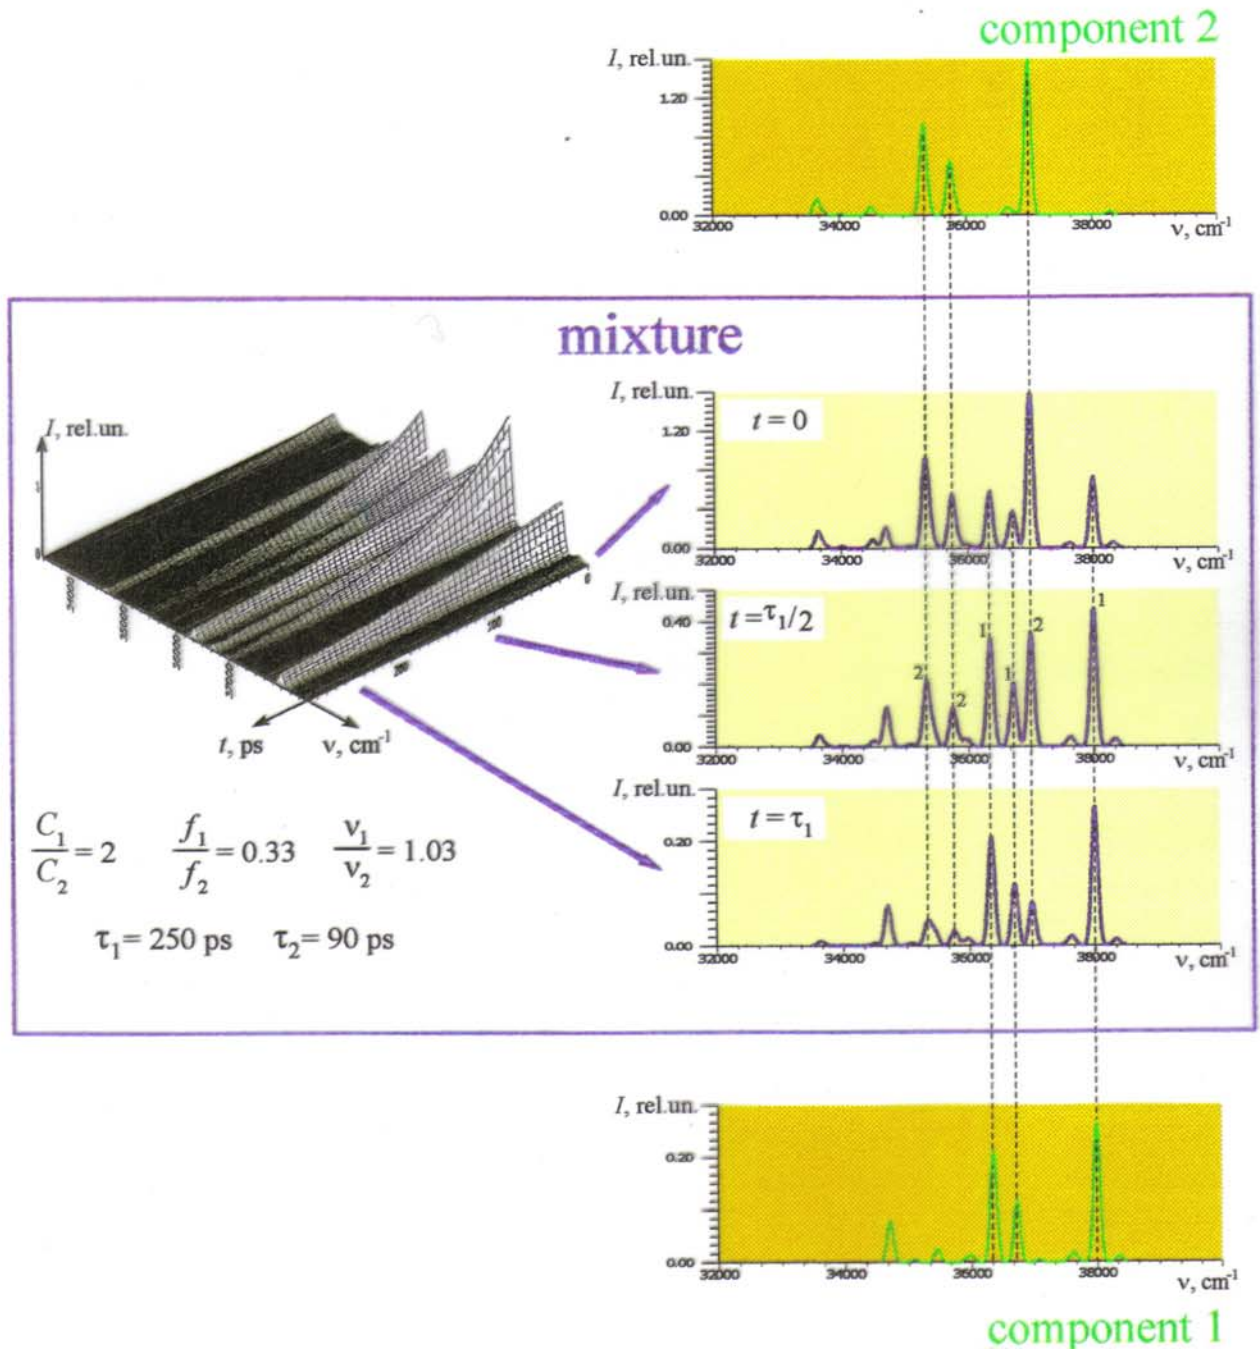 component 2
I, rel.un.
1.20
0.00
32000 34000 36000 38000 ν, cm⁻¹
mixture
I, rel.un.
t = 0
1.20
0.00
32000 34000 36000 38000 ν, cm⁻¹
I, rel.un.
0
34000 35000 36000 37000
t, ps ν, cm⁻¹
I, rel.un.
t = τ₁/2
0.40
2 2 1 1 2 1
0.00
32000 34000 36000 38000 ν, cm⁻¹
I, rel.un.
t = τ₁
0.20
0.00
32000 34000 36000 38000 ν, cm⁻¹
C₁/C₂ = 2 f₁/f₂ = 0.33 ν₁/ν₂ = 1.03
τ₁ = 250 ps τ₂ = 90 ps
I, rel.un.
0.20
0.00
32000 34000 36000 38000 ν, cm⁻¹
component 1